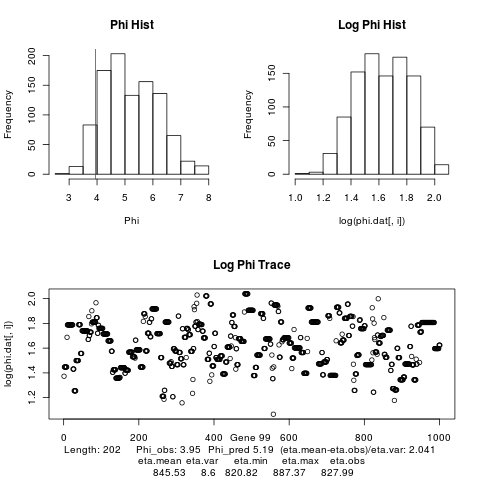 Phi Hist
Log Phi Hist
Frequency
0 50 100 150 200
3 4 5 6 7 8
Phi
Frequency
0 50 100 150
1.0 1.2 1.4 1.6 1.8 2.0
log(phi.dat[, i])
Log Phi Trace
log(phi.dat[, i])
1.2 1.4 1.6 1.8 2.0
0 200 400 600 800 1000
Gene 99
Length: 202 Phi_obs: 3.95 Phi_pred 5.19 (eta.mean-eta.obs)/eta.var: 2.041
eta.mean eta.var eta.min eta.max eta.obs
845.53 8.6 820.82 887.37 827.99